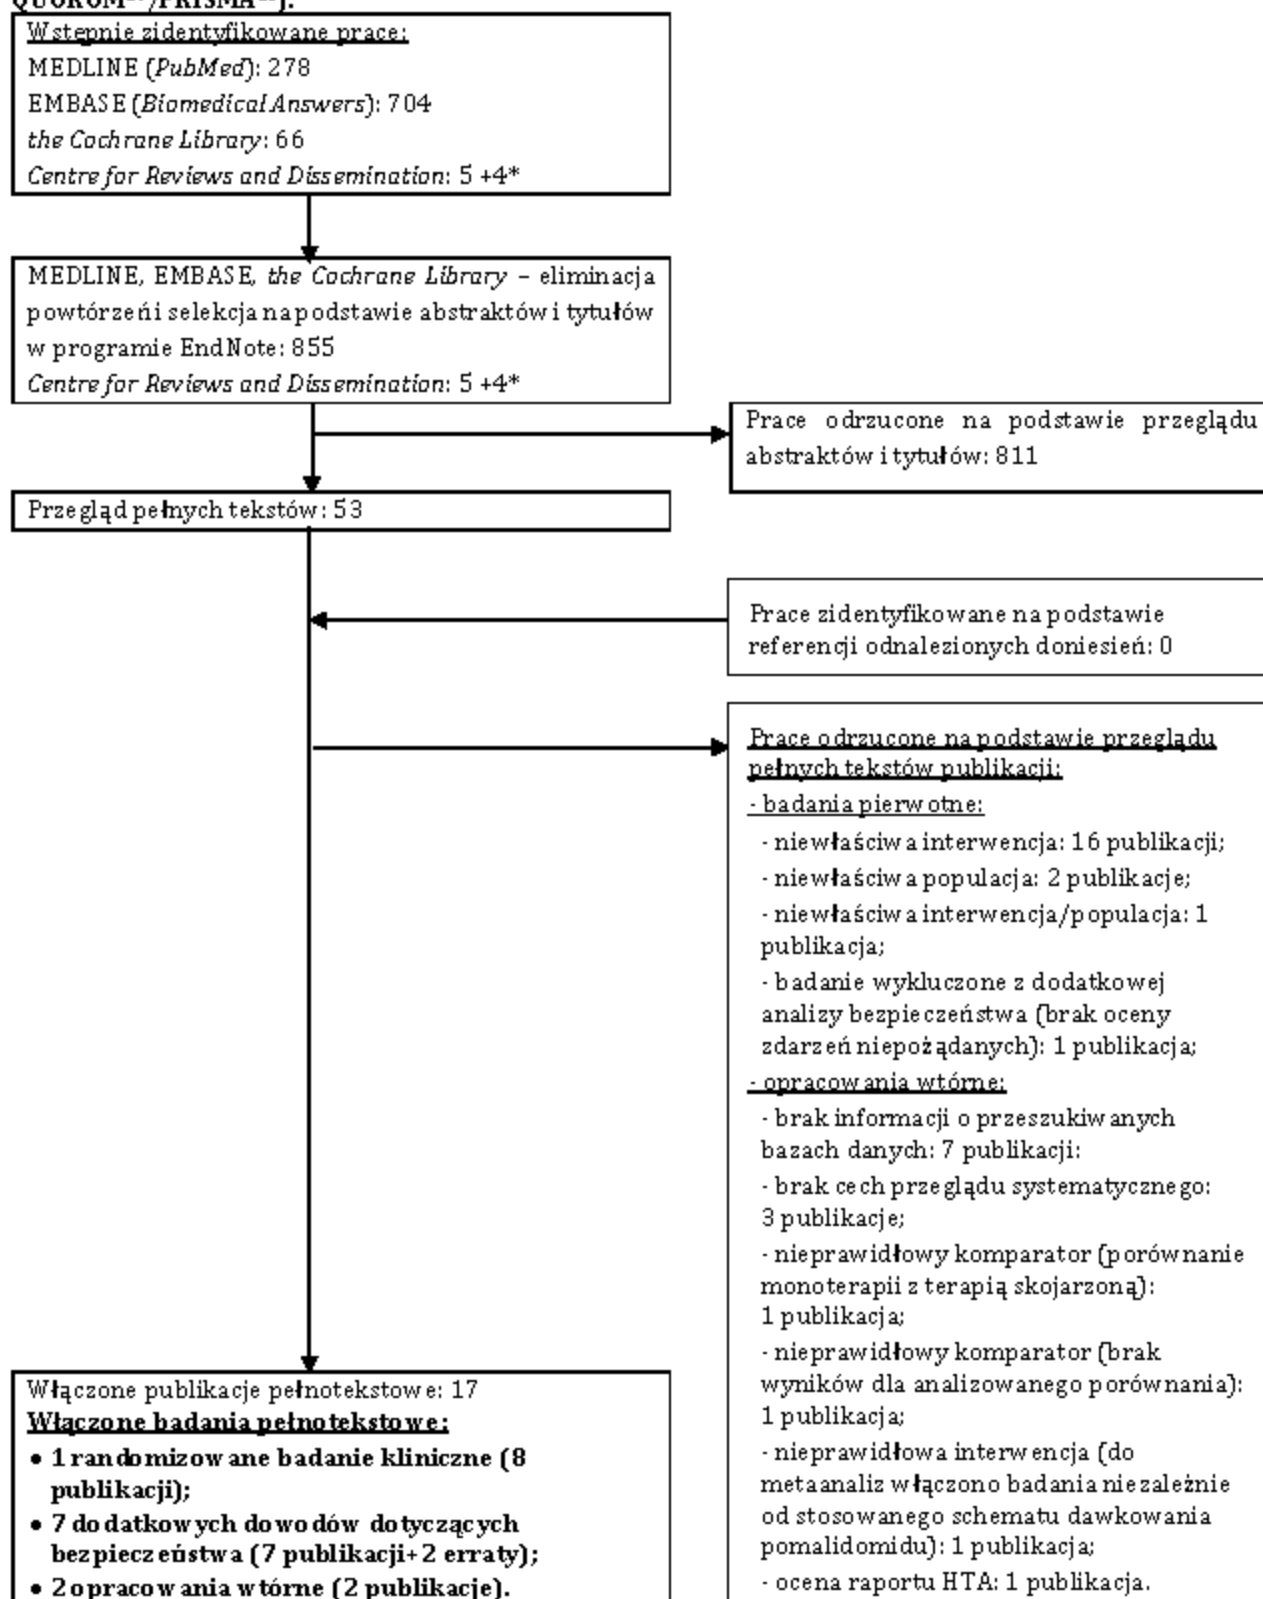 Wstępnie zidentyfikowane prace:
MEDLINE (PubMed): 278
EMBASE (Biomedical Answers): 704
the Cochrane Library: 66
Centre for Reviews and Dissemination: 5 +4*
MEDLINE, EMBASE, the Cochrane Library – eliminacja
powtórzeń i selekcja na podstawie abstraktów i tytułów
w programie EndNote: 855
Centre for Reviews and Dissemination: 5 +4*
Prace odrzucone na podstawie przeglądu
abstraktów i tytułów: 811
Przegląd pełnych tekstów: 53
Prace zidentyfikowane na podstawie
referencji odnalezionych doniesień: 0
Prace odrzucone na podstawie przeglądu
pełnych tekstów publikacji:
- badania pierwotne:
- niewłaściwa interwencja: 16 publikacji;
- niewłaściwa populacja: 2 publikacje;
- niewłaściwa interwencja/populacja: 1
publikacja;
- badanie wykluczone z dodatkowej
analizy bezpieczeństwa (brak oceny
zdarzeń niepożądanych): 1 publikacja;
- opracowania wtórne:
- brak informacji o przeszukiwanych
bazach danych: 7 publikacji:
- brak cech przeglądu systematycznego:
3 publikacje;
- nieprawidłowy komparator (porównanie
monoterapii z terapią skojarzoną):
1 publikacja;
- nieprawidłowy komparator (brak
wyników dla analizowanego porównania):
1 publikacja;
- nieprawidłowa interwencja (do
metaanaliz włączono badania niezależnie
od stosowanego schematu dawkowania
pomalidomidu): 1 publikacja;
- ocena raportu HTA: 1 publikacja.
Włączone publikacje pełnotekstowe: 17
Włączone badania pełnotekstowe:
• 1 randomizowane badanie kliniczne (8
publikacji);
• 7 dodatkowych dowodów dotyczących
bezpieczeństwa (7 publikacji+2 erraty);
• 2 opracowania wtórne (2 publikacje).